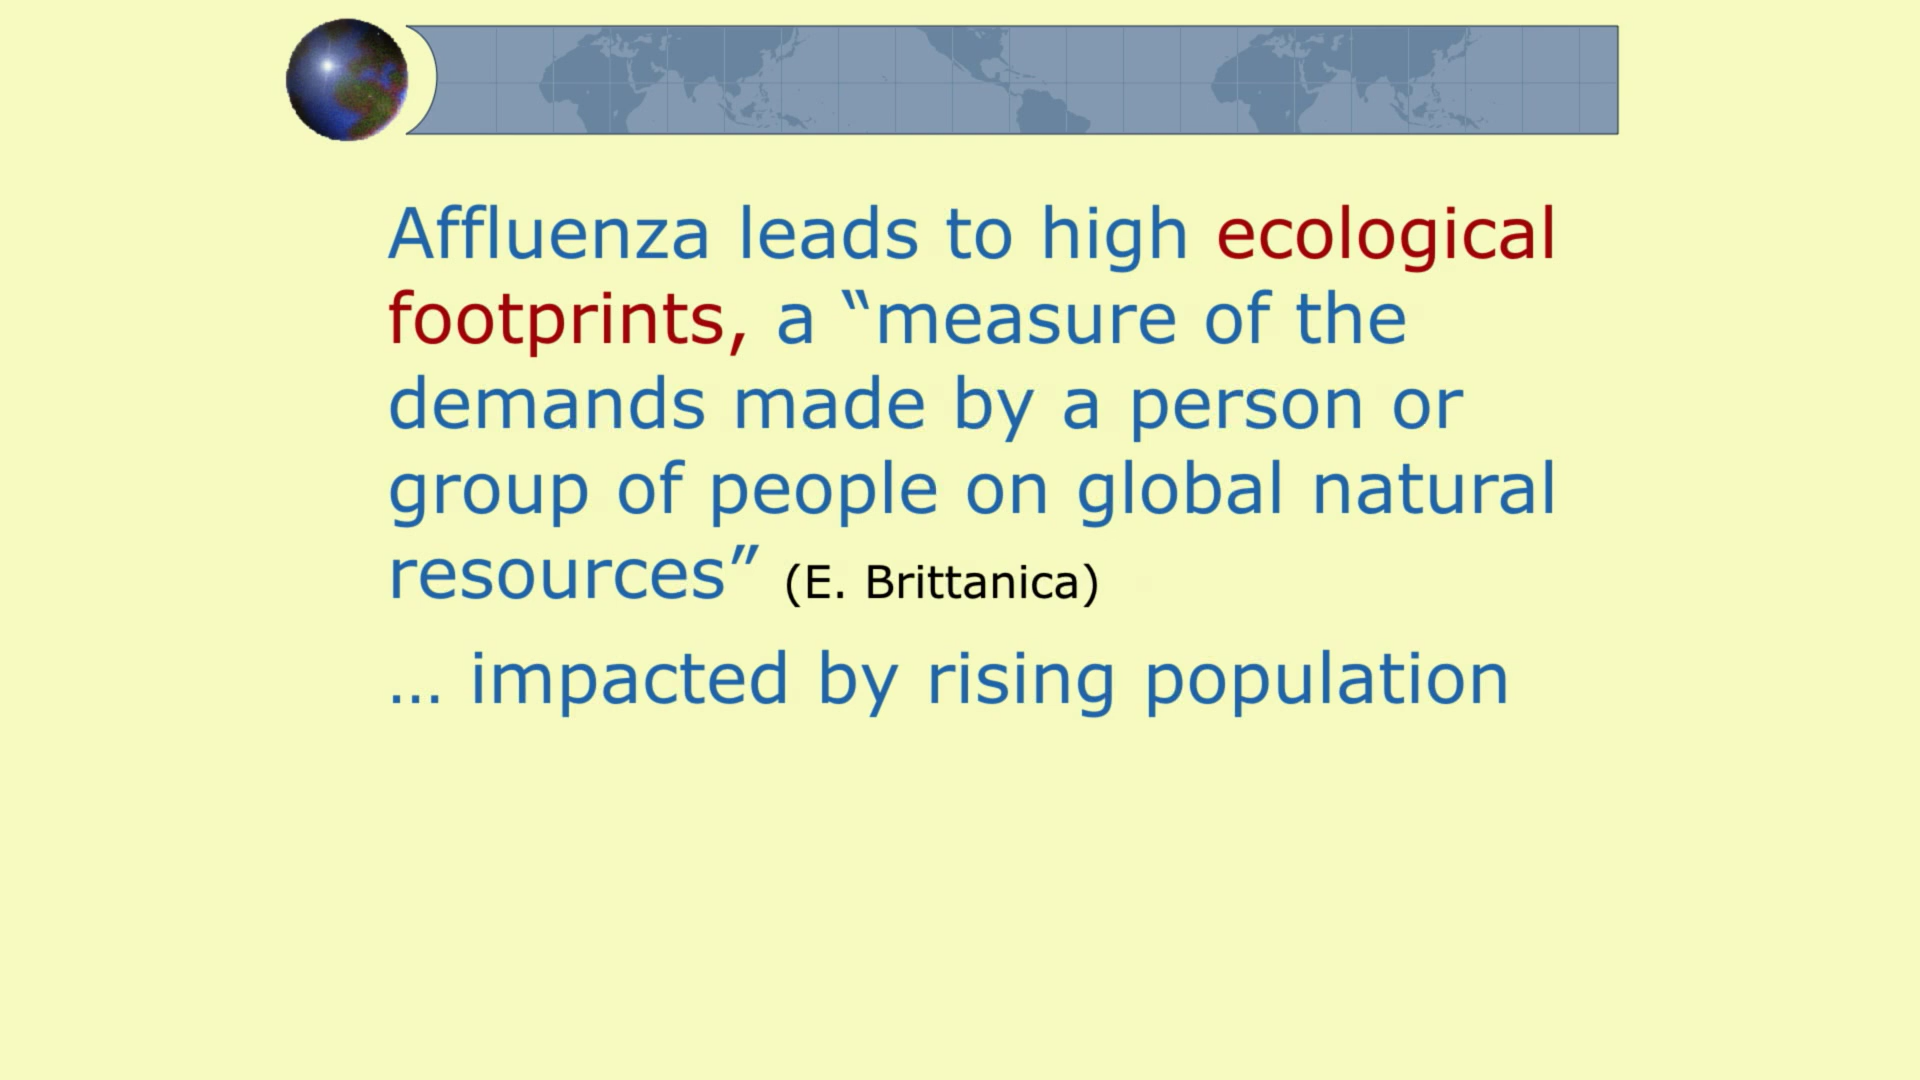 Affluenza leads to high ecological
footprints, a “measure of the
demands made by a person or
group of people on global natural
resources” (E. Brittanica)
… impacted by rising population